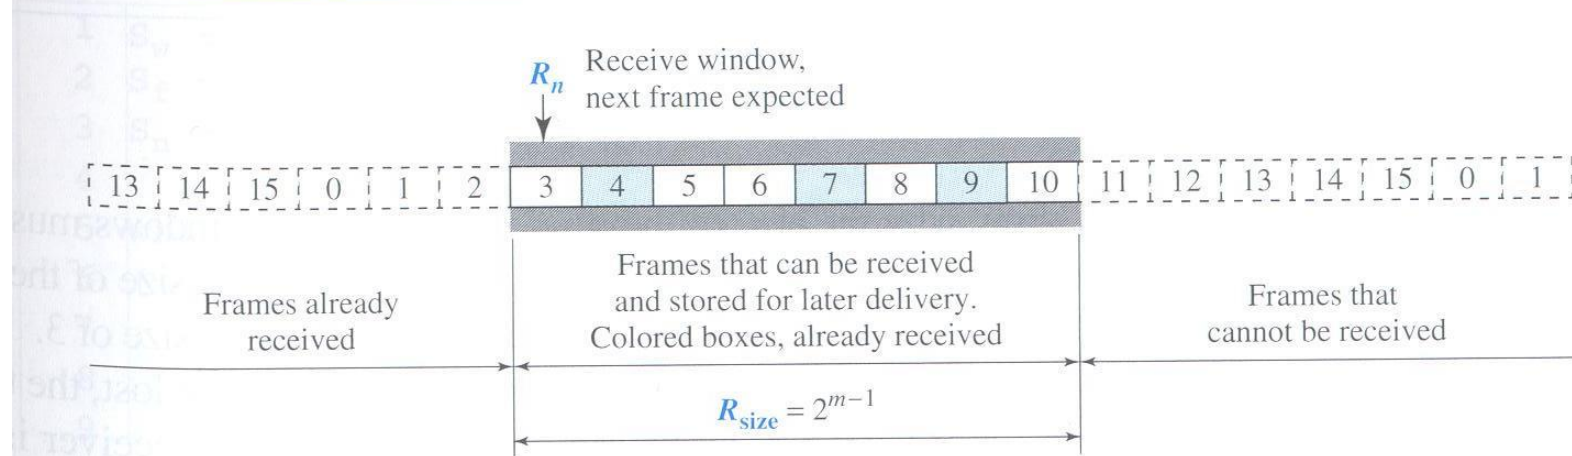 R_n
Receive window,
next frame expected
13 14 15 0 1 2 3 4 5 6 7 8 9 10 11 12 13 14 15 0 1
Frames already
received
Frames that can be received
and stored for later delivery.
Colored boxes, already received
Frames that
cannot be received
R_size = 2^{m−1}